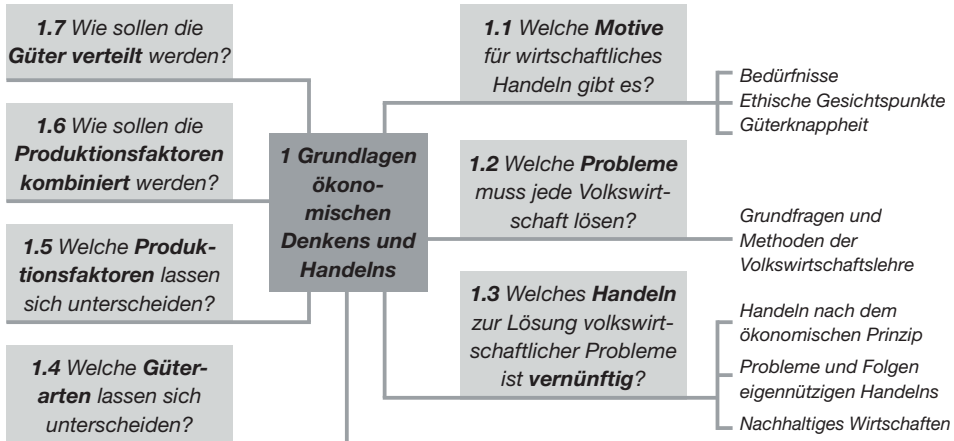 1.7 Wie sollen die
Güter verteilt werden?
1.6 Wie sollen die
Produktionsfaktoren
kombiniert werden?
1.5 Welche Produk-
tionsfaktoren lassen
sich unterscheiden?
1.4 Welche Güter-
arten lassen sich
unterscheiden?
1 Grundlagen
ökono-
mischen
Denkens und
Handelns
1.1 Welche Motive
für wirtschaftliches
Handeln gibt es?
Bedürfnisse
Ethische Gesichtspunkte
Güterknappheit
1.2 Welche Probleme
muss jede Volkswirt-
schaft lösen?
Grundfragen und
Methoden der
Volkswirtschaftslehre
1.3 Welches Handeln
zur Lösung volkswirt-
schaftlicher Probleme
ist vernünftig?
Handeln nach dem
ökonomischen Prinzip
Probleme und Folgen
eigennützigen Handelns
Nachhaltiges Wirtschaften